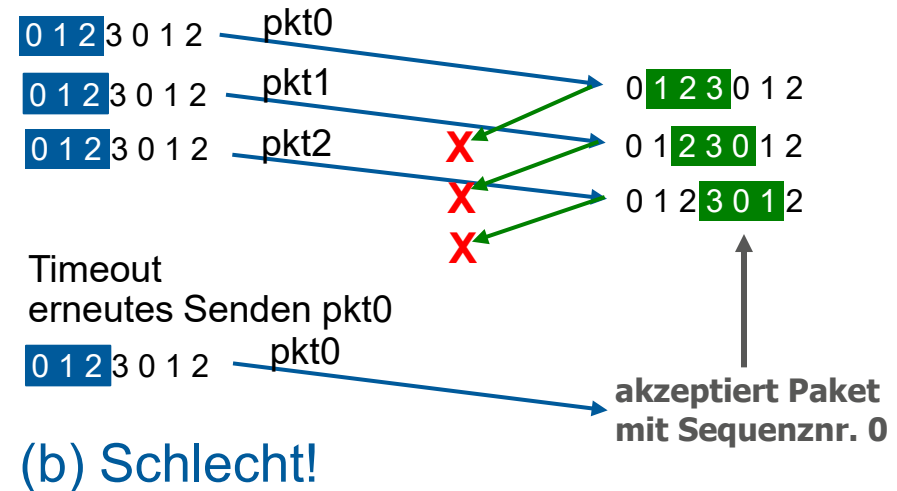 0 1 2 3 0 1 2 pkt0
0 1 2 3 0 1 2
0 1 2 3 0 1 2 pkt1
X
0 1 2 3 0 1 2
0 1 2 3 0 1 2 pkt2
X
0 1 2 3 0 1 2
X
Timeout
erneutes Senden pkt0
0 1 2 3 0 1 2 pkt0
akzeptiert Paket
mit Sequenznr. 0
(b) Schlecht!